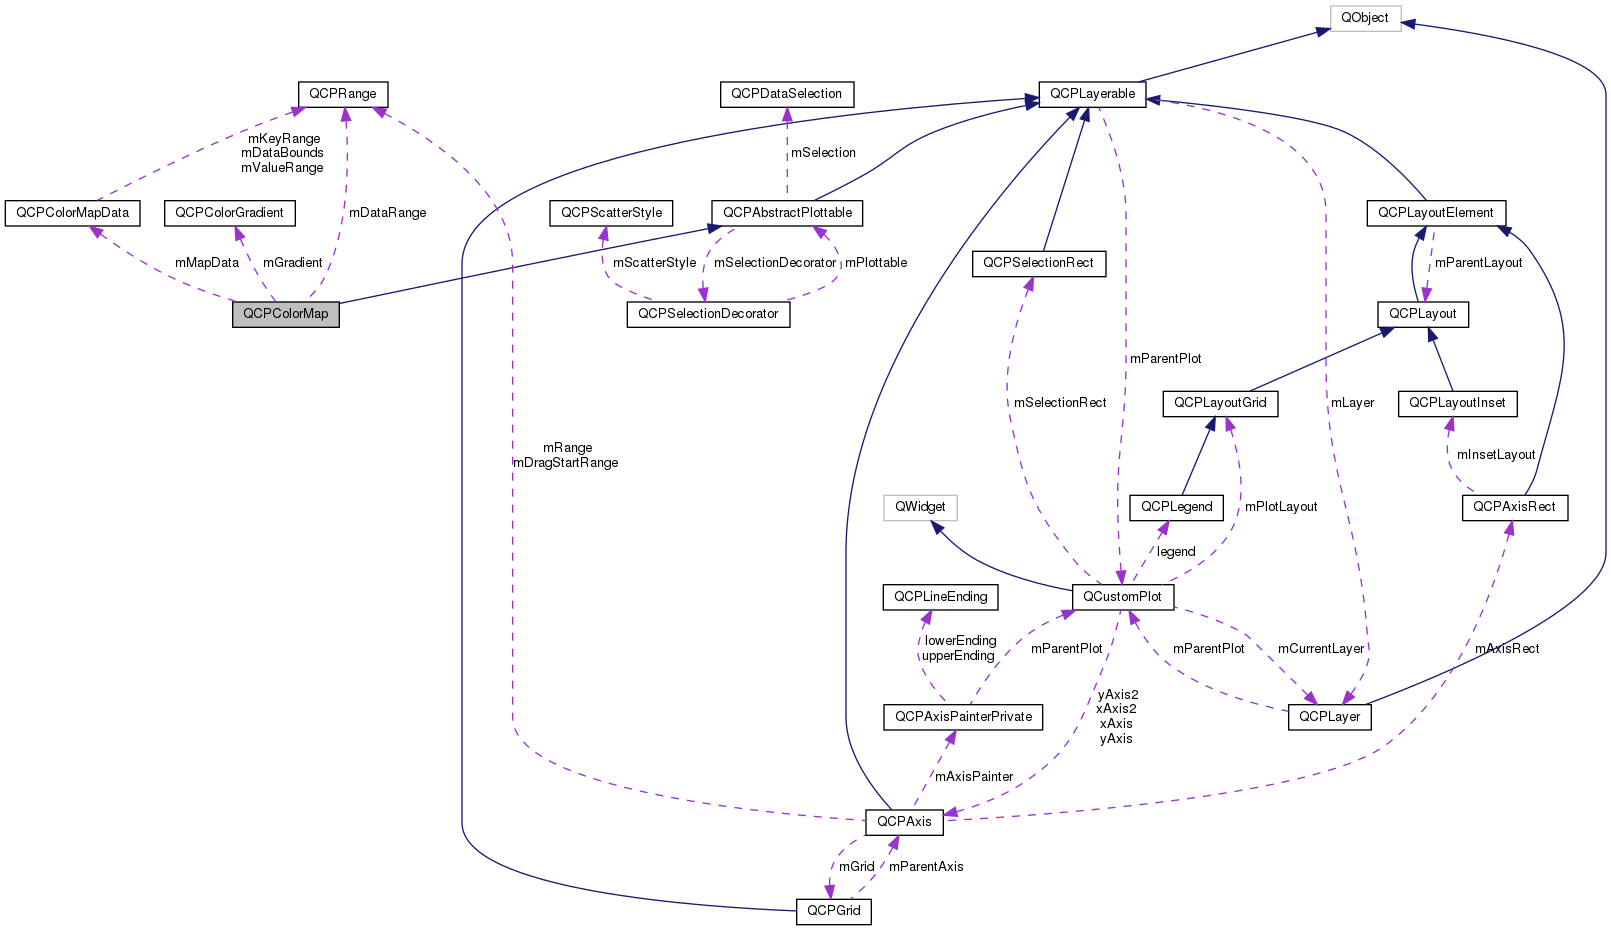 QObject
QCPRange
QCPDataSelection
QCPLayerable
mKeyRange
mDataBounds
mValueRange
mSelection
QCPColorMapData
QCPColorGradient
mDataRange
QCPScatterStyle
QCPAbstractPlottable
QCPLayoutElement
mMapData
mGradient
mScatterStyle
mSelectionDecorator
mPlottable
QCPSelectionRect
mParentLayout
QCPColorMap
QCPSelectionDecorator
QCPLayout
mParentPlot
mSelectionRect
QCPLayoutGrid
mLayer
QCPLayoutInset
mRange
mDragStartRange
mInsetLayout
QWidget
QCPLegend
mPlotLayout
QCPAxisRect
legend
QCPLineEnding
QCustomPlot
lowerEnding
upperEnding
mParentPlot
mParentPlot
mCurrentLayer
mAxisRect
yAxis2
xAxis2
xAxis
yAxis
QCPAxisPainterPrivate
QCPLayer
mAxisPainter
QCPAxis
mGrid
mParentAxis
QCPGrid